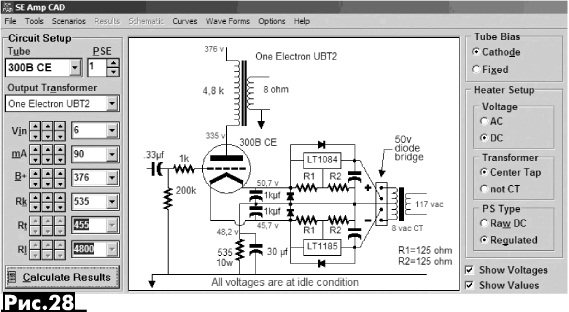 SE Amp CAD
File Tools Scenarios Results Schematic Curves Wave Forms Options Help
Circuit Setup
Tube PSE
300B CE 1
Output Transformer
One Electron UBT2
Vin 6
mA 90
B+ 376
Rk 535
Rt 455
Rl 4800
Calculate Results
376 v
One Electron UBT2
4,8 k
8 ohm
335 v
300B CE
.33µf
1k
200k
50,7 v
1kµf
1kµf
48,2 v
45,7 v
535
10w
30 µf
LT1084
R1 R2
R1 R2
LT1185
50v
diode
bridge
+
−
117 vac
8 vac CT
R1=125 ohm
R2=125 ohm
All voltages are at idle condition
Tube Bias
Cathode
Fixed
Heater Setup
Voltage
AC
DC
Transformer
Center Tap
not CT
PS Type
Raw DC
Regulated
Show Voltages
Show Values
Рис.28